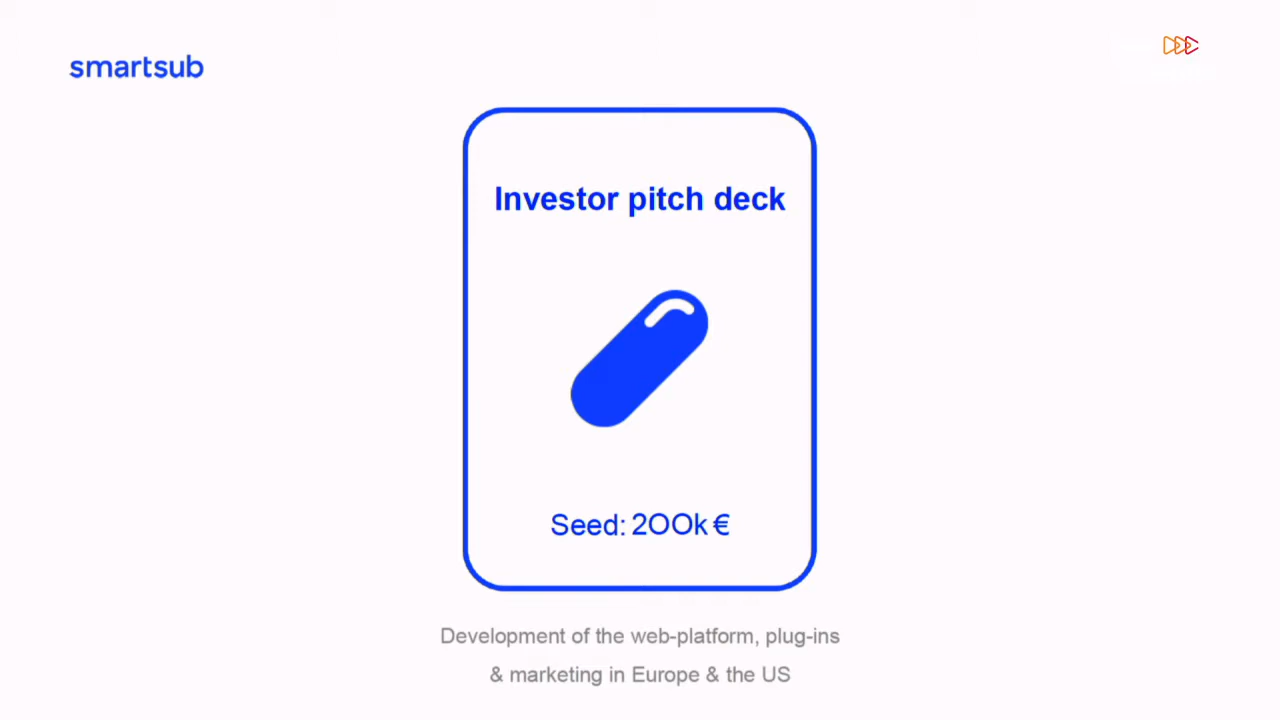 smartsub
Investor pitch deck
Seed: 200k €
Development of the web-platform, plug-ins
& marketing in Europe & the US